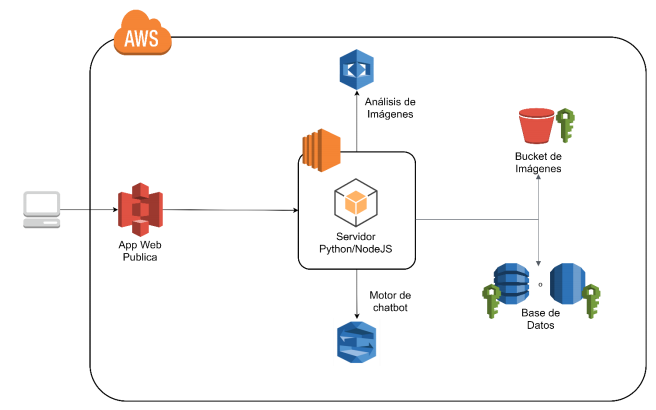 AWS
Análisis de
Imágenes
Bucket de
Imágenes
App Web
Publica
Servidor
Python/NodeJS
Motor de
chatbot
o
Base de
Datos